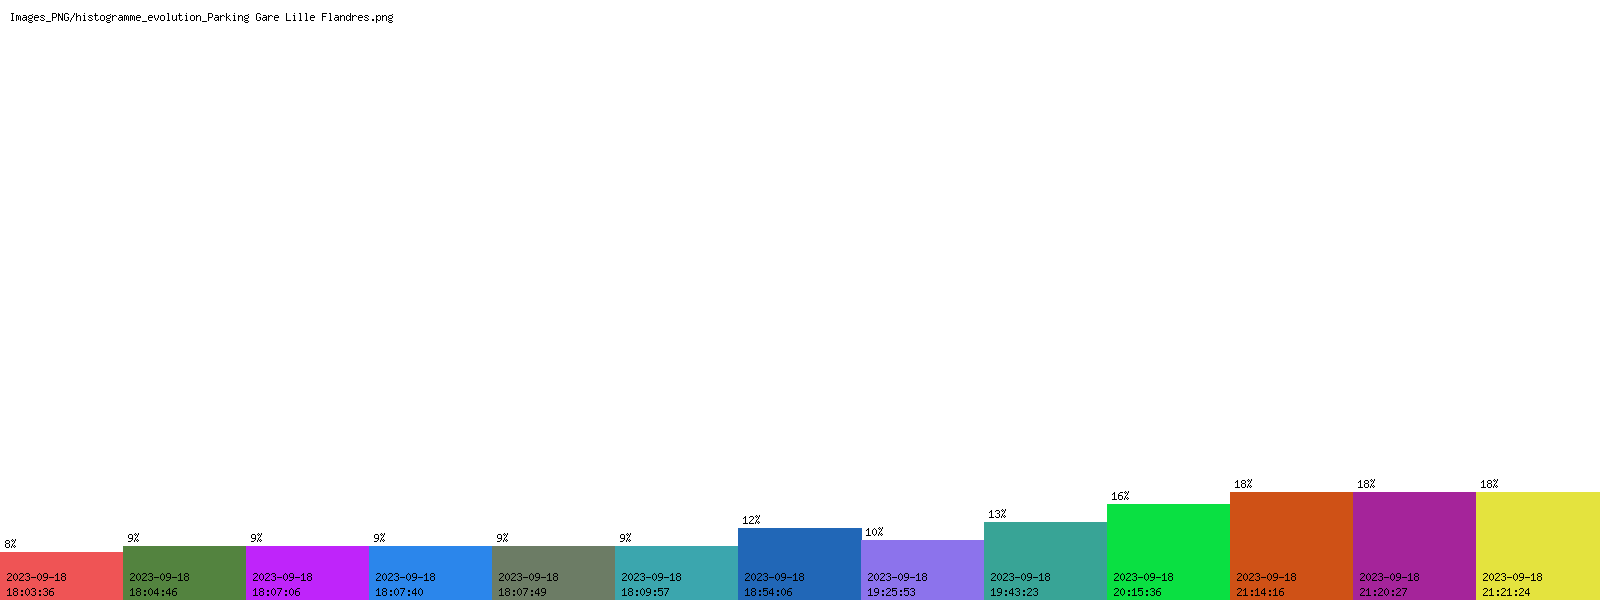 Images_PNG/histogramme_evolution_Parking Gare Lille Flandres.png
18% 18% 18%
16%
13%
12%
10%
8% 9% 9% 9% 9% 9%
2023-09-18 2023-09-18 2023-09-18 2023-09-18 2023-09-18 2023-09-18 2023-09-18 2023-09-18 2023-09-18 2023-09-18 2023-09-18 2023-09-18 2023-09-18
18:03:36 18:04:46 18:07:06 18:07:40 18:07:49 18:09:57 18:54:06 19:25:53 19:43:23 20:15:36 21:14:16 21:20:27 21:21:24